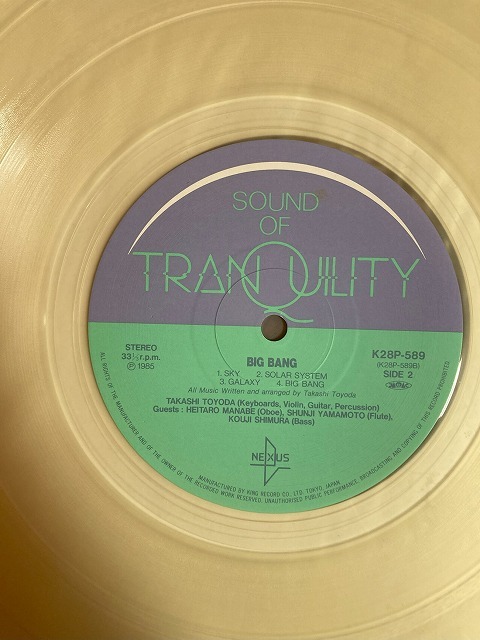 SOUND
OF
TRANQUILITY
BIG BANG
STEREO
33⅓r.p.m.
Ⓟ1985
K28P-589
(K28P-589B)
SIDE 2
1. SKY 2. SOLAR SYSTEM
3. GALAXY 4. BIG BANG
All Music Written and arranged by Takashi Toyoda
TAKASHI TOYODA (Keyboards, Violin, Guitar, Percussion)
Guests : HEITARO MANABE (Oboe), SHUNJI YAMAMOTO (Flute),
KOUJI SHIMURA (Bass)
NEXUS
MANUFACTURED BY KING RECORD CO. LTD. TOKYO, JAPAN
ALL RIGHTS OF THE MANUFACTURER AND OF THE OWNER OF THE RECORDED WORK RESERVED. UNAUTHORISED PUBLIC PERFORMANCE, BROADCASTING AND COPYING OF THIS RECORD PROHIBITED